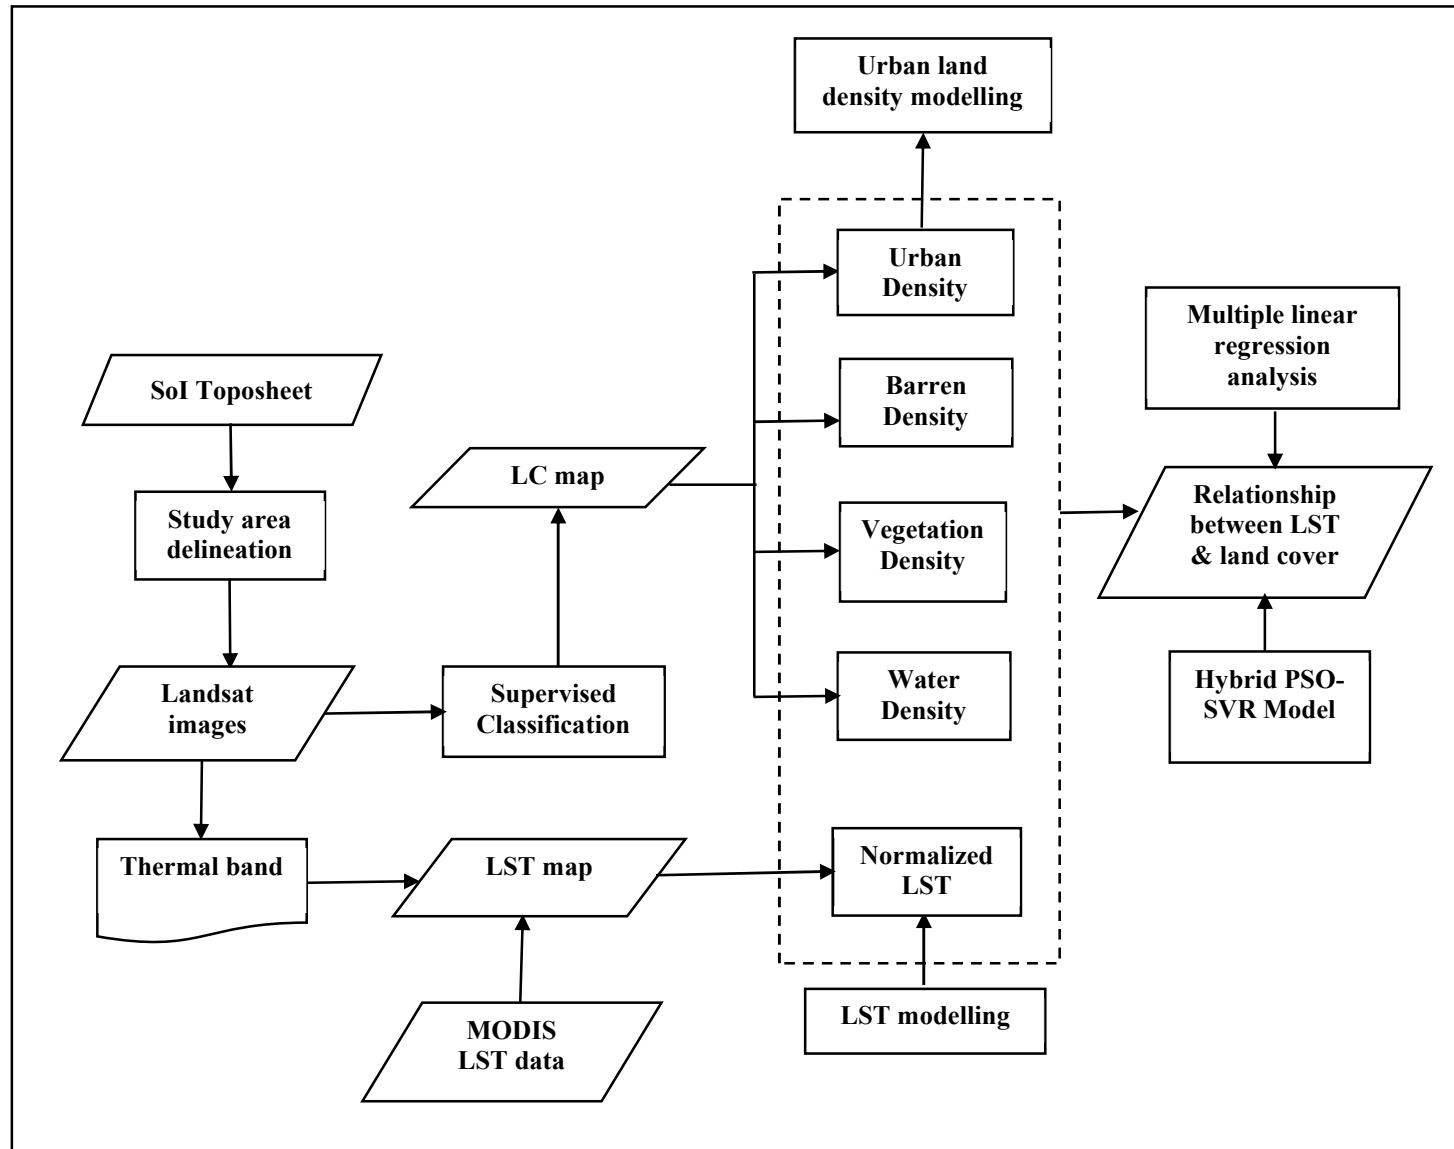 Urban land
density modelling
Urban
Density
Multiple linear
regression
analysis
SoI Toposheet
Barren
Density
LC map
Relationship
between LST
& land cover
Study area
delineation
Vegetation
Density
Landsat
images
Supervised
Classification
Water
Density
Hybrid PSO-
SVR Model
Thermal band
LST map
Normalized
LST
MODIS
LST data
LST modelling